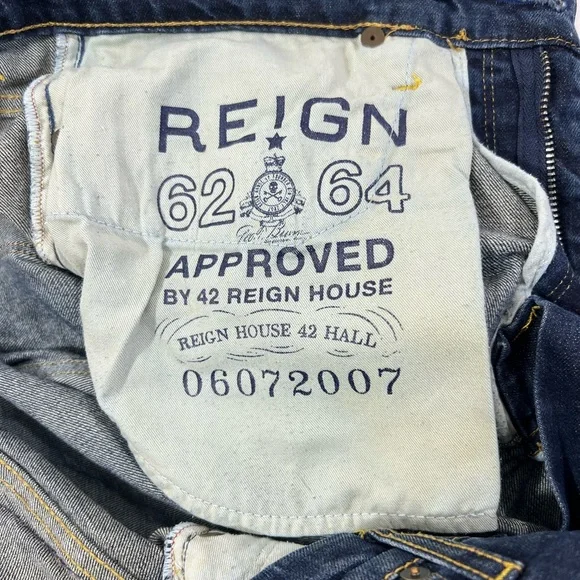 RE!GN
62 64
APPROVED
BY 42 REIGN HOUSE
REIGN HOUSE 42 HALL
06072007